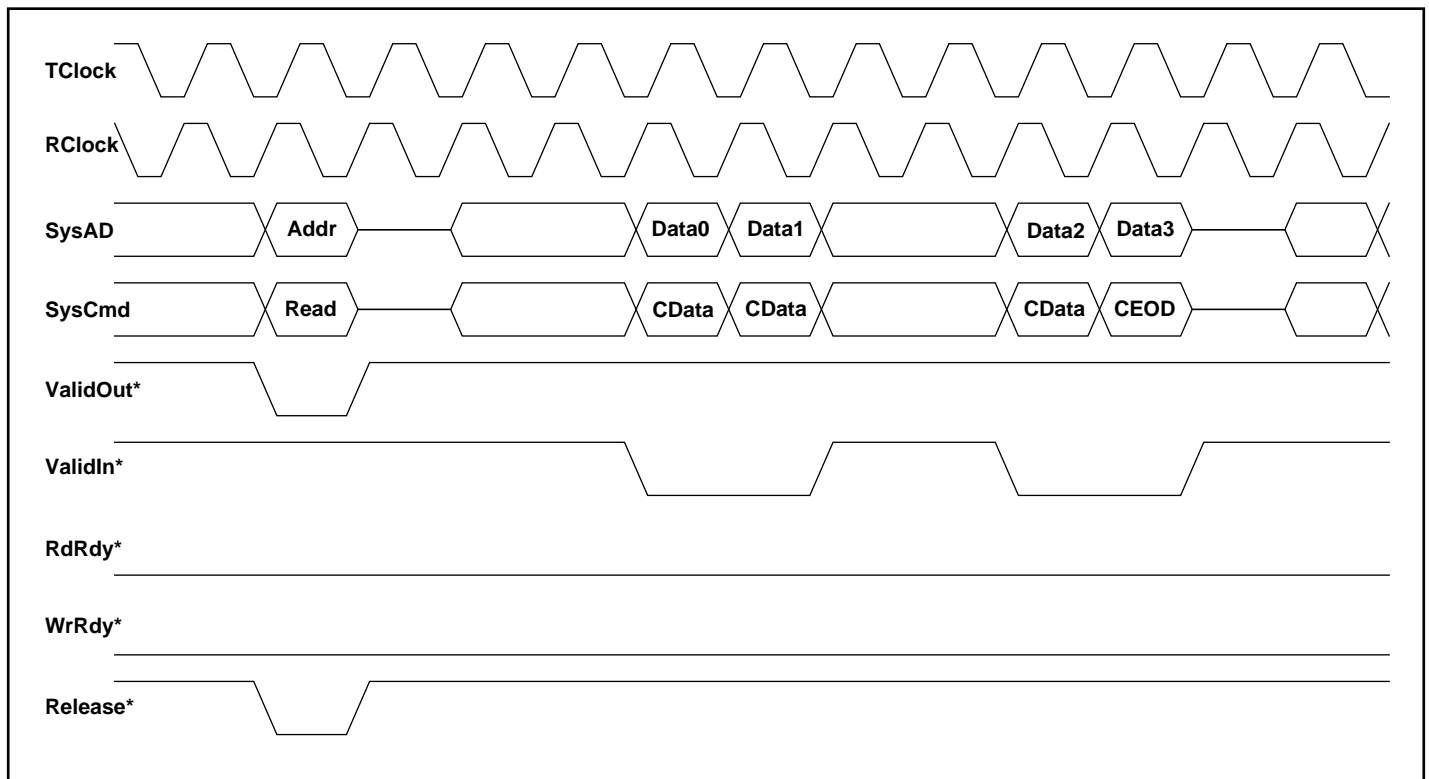 TClock
RClock
SysAD Addr Data0 Data1 Data2 Data3
SysCmd Read CData CData CData CEOD
ValidOut*
ValidIn*
RdRdy*
WrRdy*
Release*